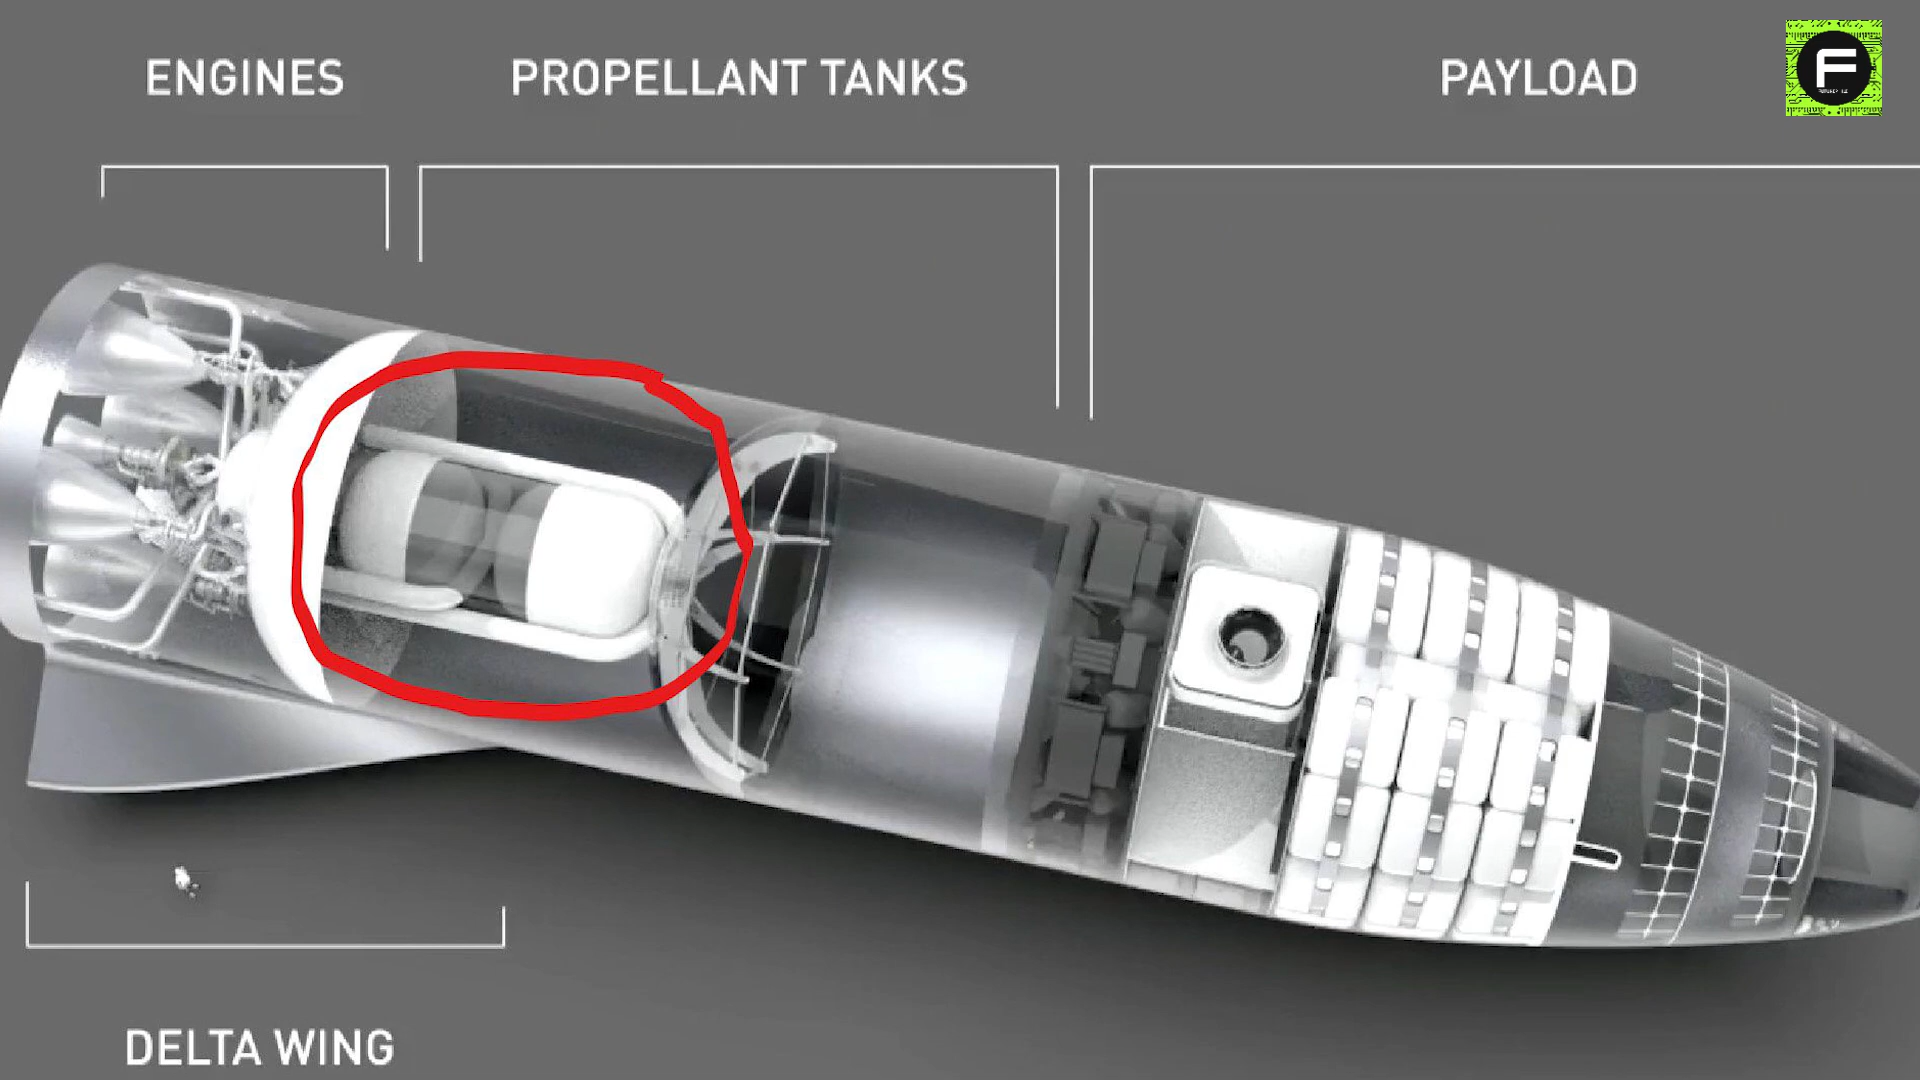 ENGINES
PROPELLANT TANKS
PAYLOAD
F
DELTA WING